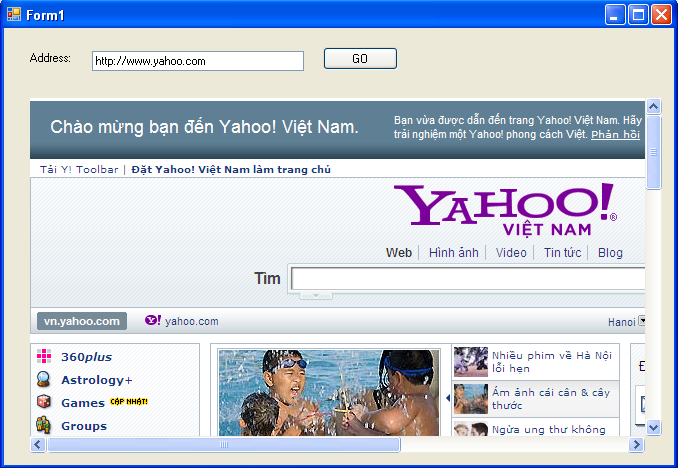 Form1
Address:
http://www.yahoo.com
GO
Chào mừng bạn đến Yahoo! Việt Nam.
Bạn vừa được dẫn đến trang Yahoo! Việt Nam. Hãy
trải nghiệm một Yahoo! phong cách Việt. Phản hồi
Tải Y! Toolbar | Đặt Yahoo! Việt Nam làm trang chủ
YAHOO!®
VIỆT NAM
Web | Hình ảnh | Video | Tin tức | Blog
Tìm
vn.yahoo.com
Y! yahoo.com
Hanoi
360plus
Astrology+
Games CẬP NHẬT!
Groups
Nhiều phim về Hà Nội
lỗi hẹn
Ám ảnh cái cân & cây
thước
Ngừa ung thư không